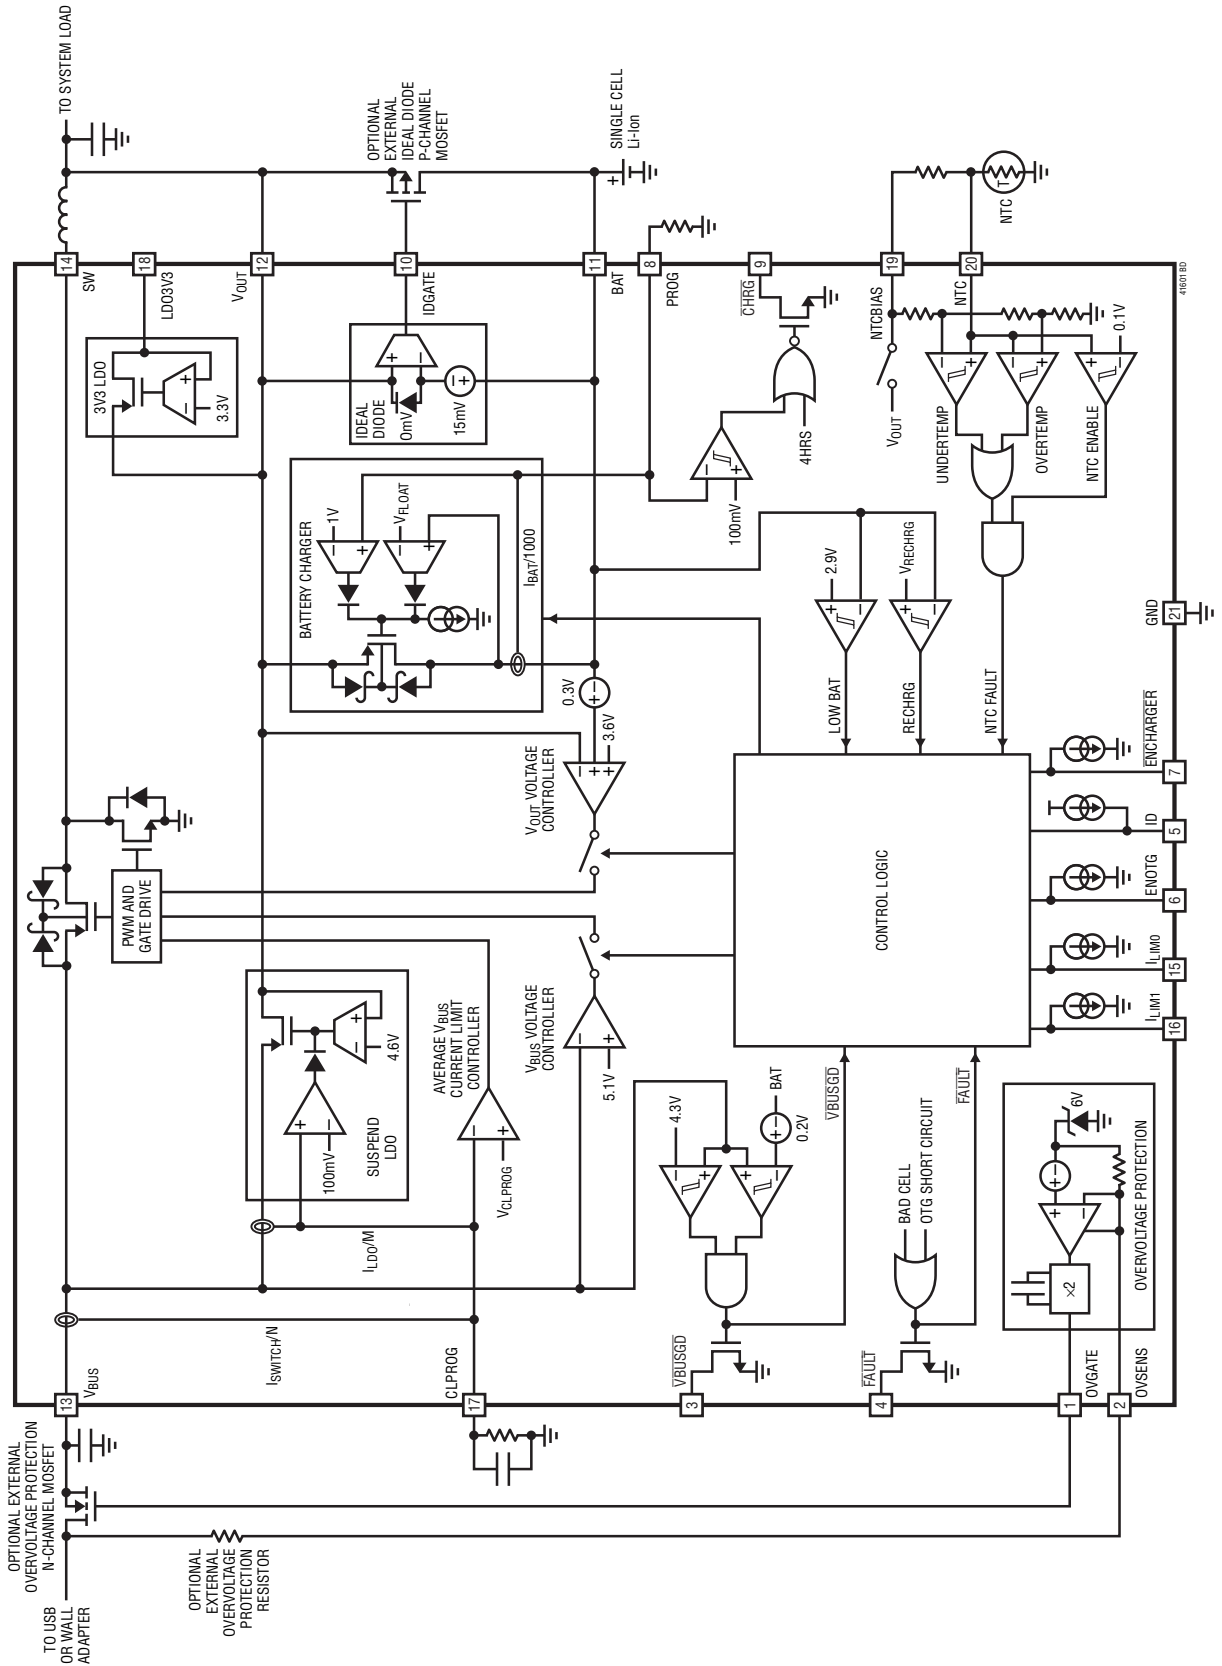 TO USB
OR WALL
ADAPTER
OPTIONAL EXTERNAL
OVERVOLTAGE PROTECTION
N-CHANNEL MOSFET
OPTIONAL
EXTERNAL
OVERVOLTAGE
PROTECTION
RESISTOR
13
VBUS
ISWITCH/N
ILDO/M
17
CLPROG
3
VBUSGD
4
FAULT
1
OVGATE
2
OVSENS
SUSPEND
LDO
100mV
+
–
4.6V
–
+
AVERAGE VBUS
CURRENT LIMIT
CONTROLLER
VCLPROG
–
+
PWM AND
GATE DRIVE
VBUS VOLTAGE
CONTROLLER
5.1V
–
+
VOUT VOLTAGE
CONTROLLER
3.6V
0.3V
+ –
–
+
+
4.3V
–
+
+
–
0.2V
+ –
BAT
VBUSGD
BAD CELL
OTG SHORT CIRCUIT
FAULT
OVERVOLTAGE PROTECTION
×2
+
–
+ –
6V
CONTROL LOGIC
16
ILIM1
15
ILIM0
6
ENOTG
5
ID
7
ENCHARGER
21
GND
BATTERY CHARGER
1V
–
+
VFLOAT
–
+
IBAT/1000
3V3 LDO
3.3V
–
+
IDEAL
DIODE
0mV
15mV
– +
+
–
LOW BAT
2.9V
+
–
RECHRG
VRECHRG
+
–
NTC FAULT
100mV
–
+
4HRS
VOUT
UNDERTEMP
–
+
OVERTEMP
–
+
NTC ENABLE
+
–
0.1V
14
SW
18
LDO3V3
12
VOUT
10
IDGATE
11
BAT
8
PROG
9
CHRG
19
NTCBIAS
20
NTC
TO SYSTEM LOAD
OPTIONAL
EXTERNAL
IDEAL DIODE
P-CHANNEL
MOSFET
+
SINGLE CELL
Li-Ion
T
NTC
41601 BD